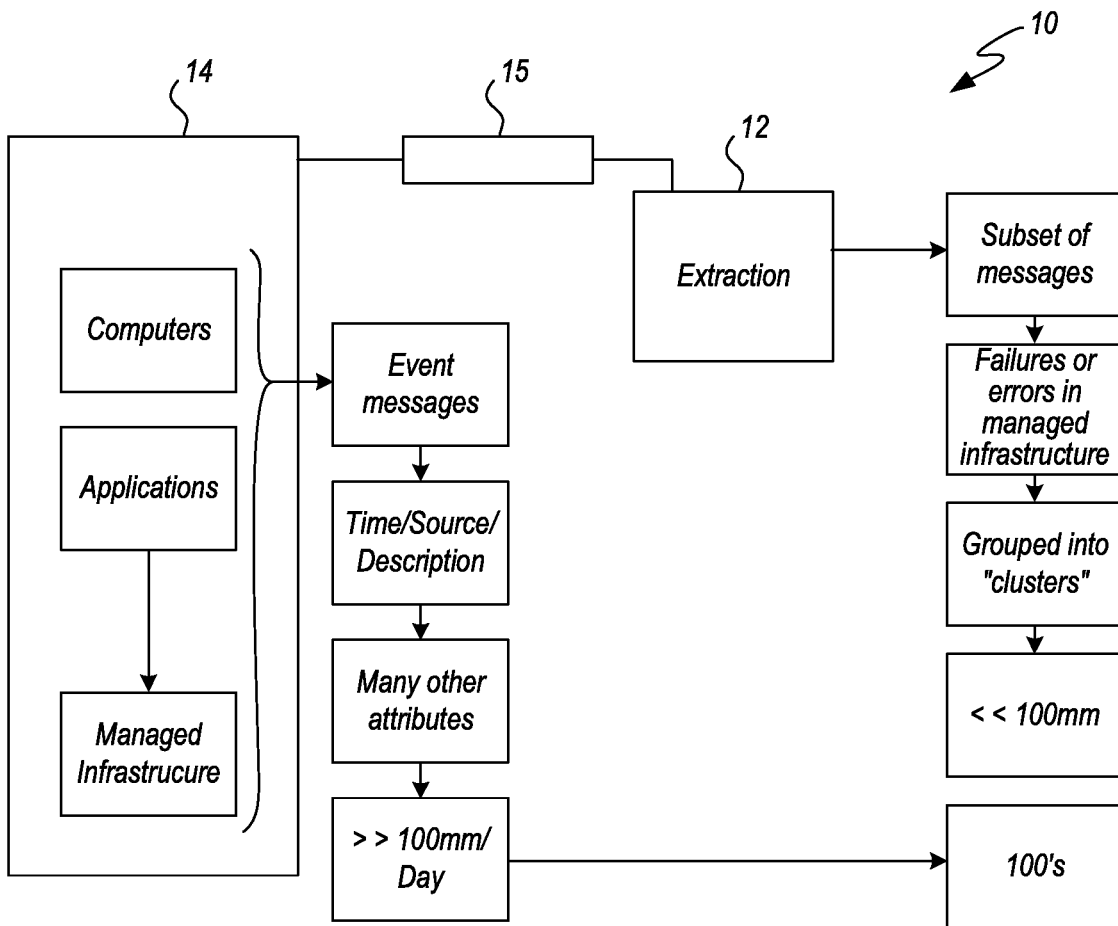 10
14
15
12
Extraction
Subset of
messages
Computers
Event
messages
Failures or
errors in
managed
infrastructure
Applications
Time/Source/
Description
Grouped into
"clusters"
Many other
attributes
< < 100mm
Managed
Infrastrucure
> > 100mm/
Day
100's